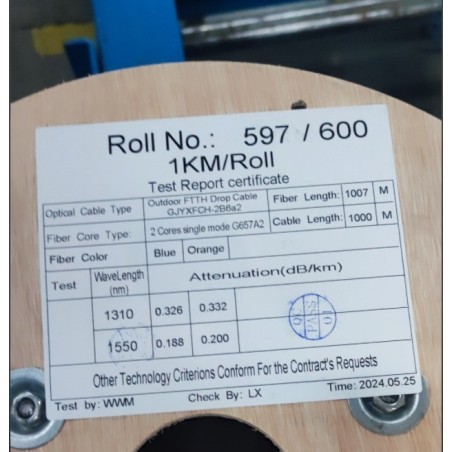 Roll No.: 597 / 600
1KM/Roll
Test Report certificate
Optical Cable Type Outdoor FTTH Drop Cable GJYXFCH-2B6a2 Fiber Length: 1007 M
Fiber Core Type: 2 Cores single mode G657A2 Cable Length: 1000 M
Fiber Color Blue Orange
Test WaveLength (nm) Attenuation(dB/km)
1310 0.326 0.332
1550 0.188 0.200
QC PASS 10
Other Technology Criterions Conform For the Contract's Requests
Test by: WWM Check By: LX Time: 2024.05.25